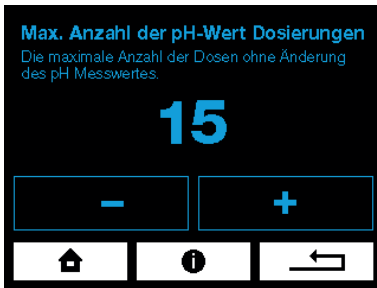 Max. Anzahl der pH-Wert Dosierungen
Die maximale Anzahl der Dosen ohne Änderung
des pH Messwertes.
15
− +
i